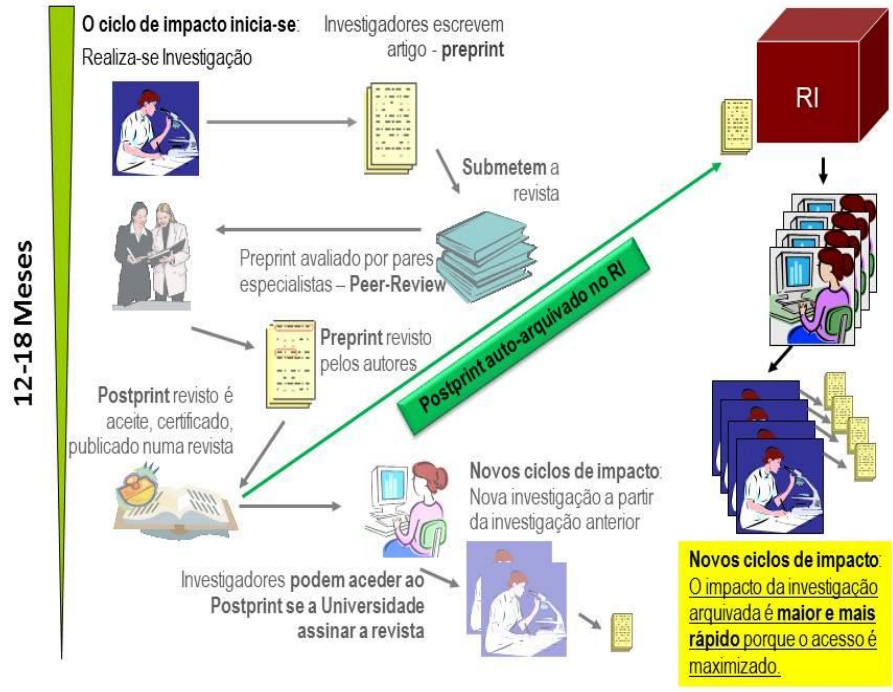 O ciclo de impacto inicia-se:
Realiza-se Investigação
Investigadores escrevem
artigo - preprint
RI
Submetem a
revista
12-18 Meses
Preprint avaliado por pares
especialistas – Peer-Review
Postprint auto-arquivado no RI
Preprint revisto
pelos autores
Postprint revisto é
aceite, certificado,
publicado numa revista
Novos ciclos de impacto:
Nova investigação a partir
da investigação anterior
Investigadores podem aceder ao
Postprint se a Universidade
assinar a revista
Novos ciclos de impacto:
O impacto da investigação
arquivada é maior e mais
rápido porque o acesso é
maximizado.